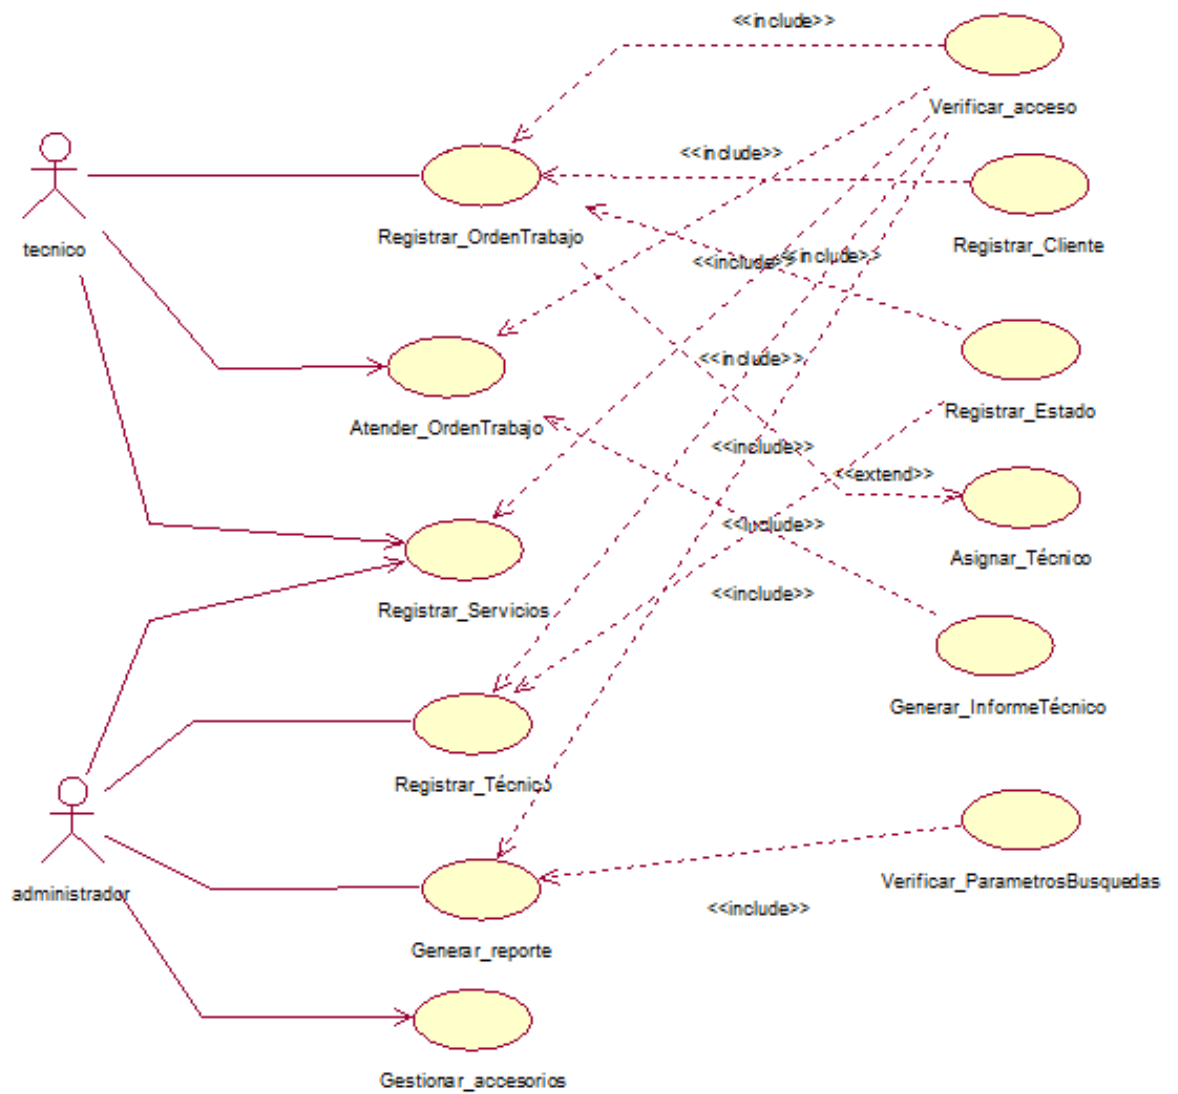 <<include>>
Verificar_acceso
<<include>>
tecnico
Registrar_OrdenTrabajo
Registrar_Cliente
<<include>>
<<include>>
<<include>>
Atender_OrdenTrabajo
Registrar_Estado
<<include>>
<<extend>>
<<include>>
Asignar_Técnico
Registrar_Servicios
<<include>>
Generar_InformeTécnico
Registrar_Técnico
administrador
Verificar_ParametrosBusquedas
<<include>>
Generar_reporte
Gestionar_accesorios